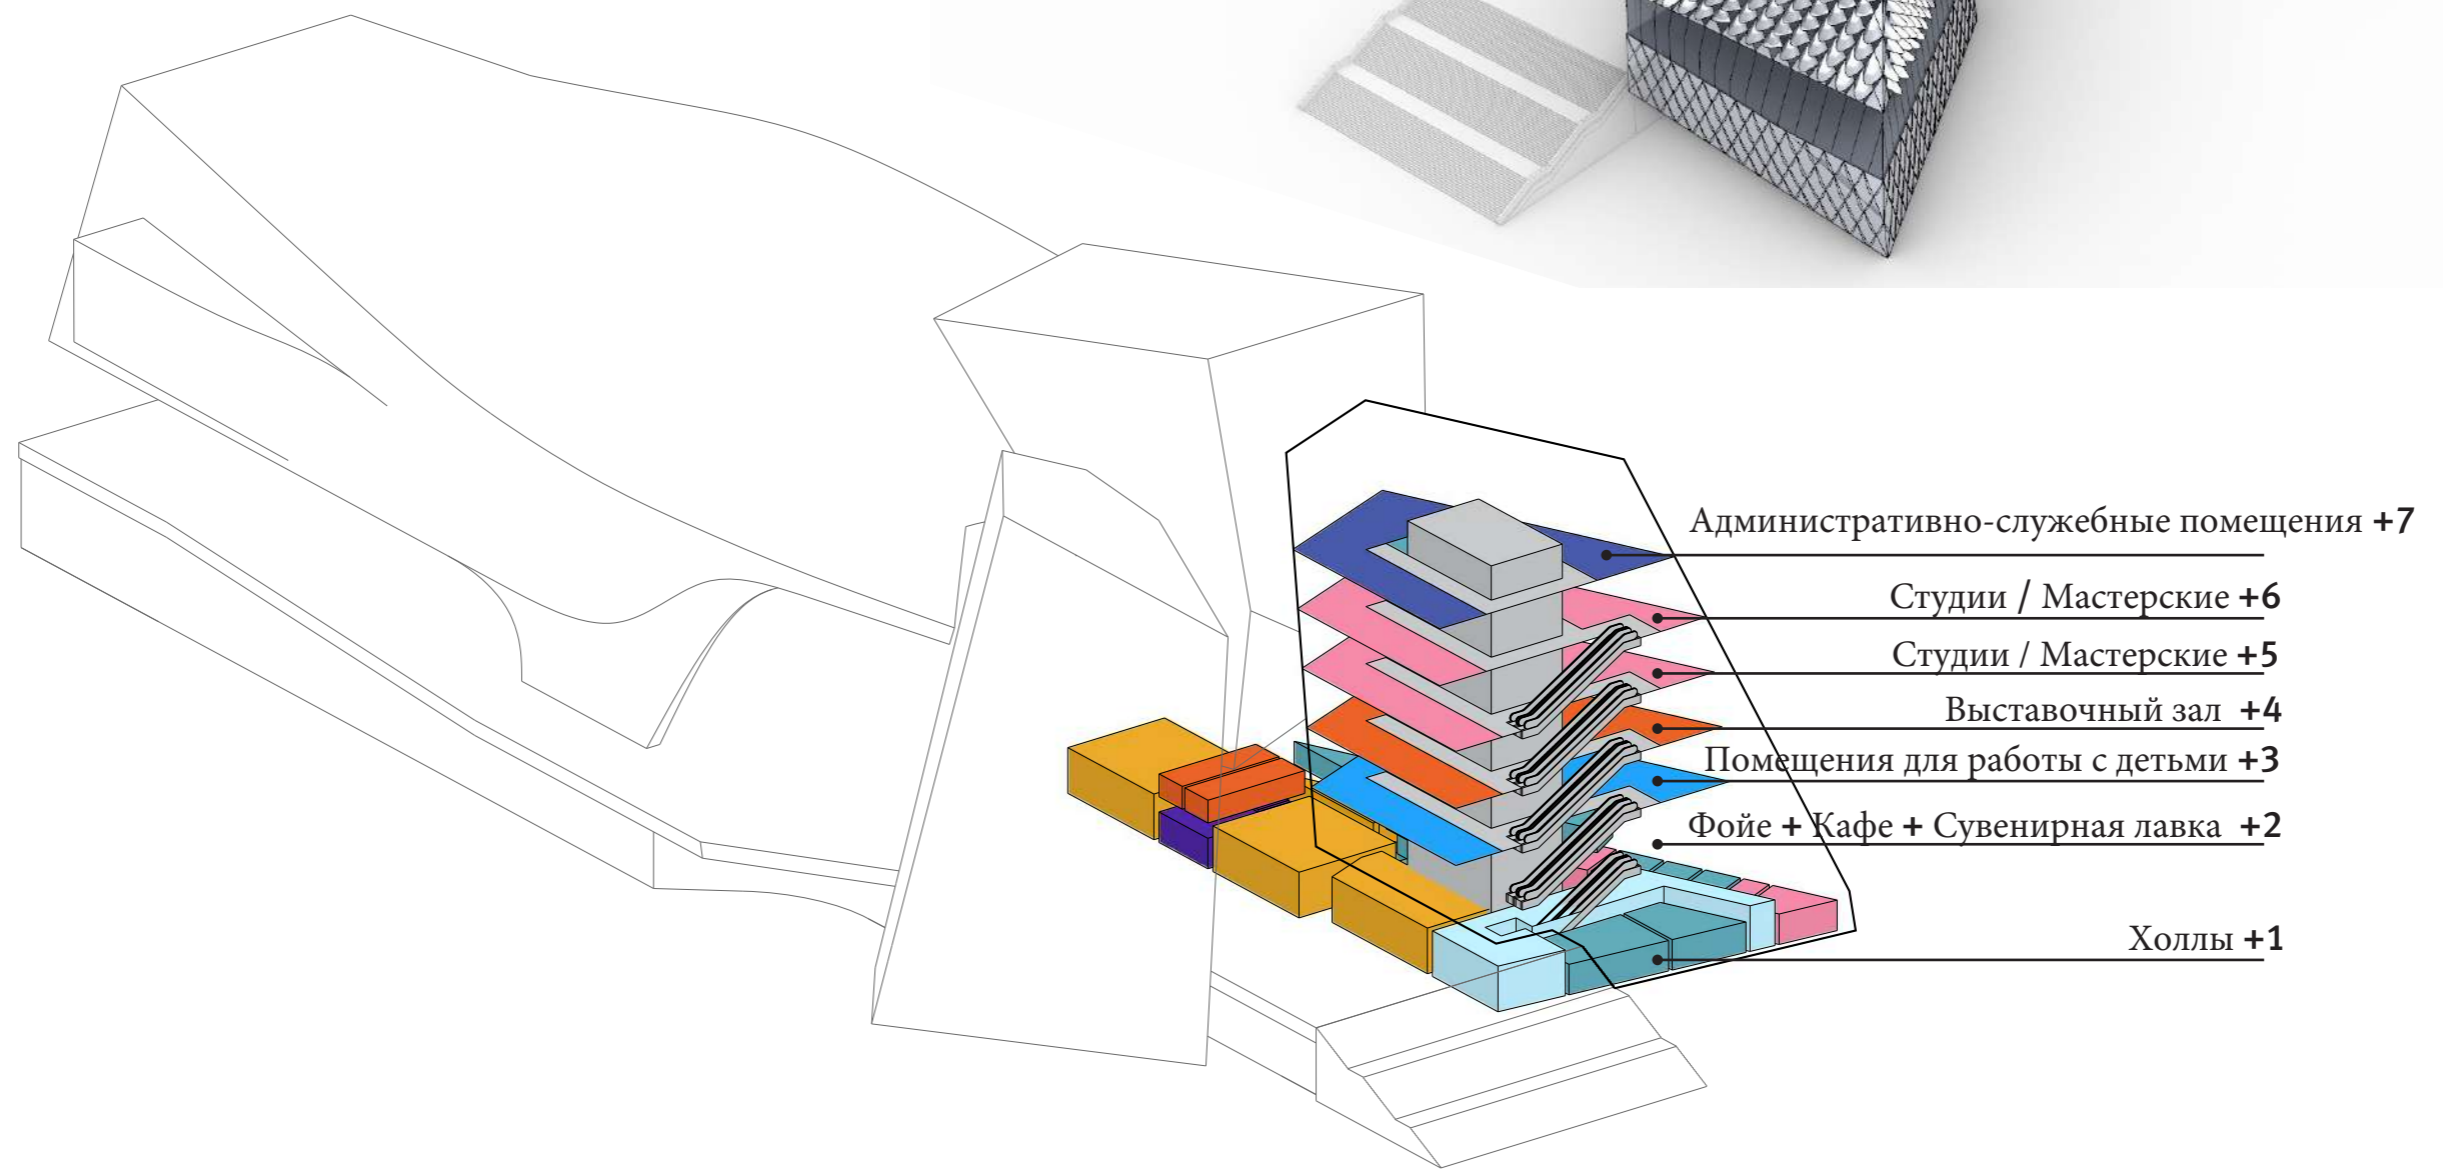 Административно-служебные помещения +7
Студии / Мастерские +6
Студии / Мастерские +5
Выставочный зал +4
Помещения для работы с детьми +3
Фойе + Кафе + Сувенирная лавка +2
Холлы +1